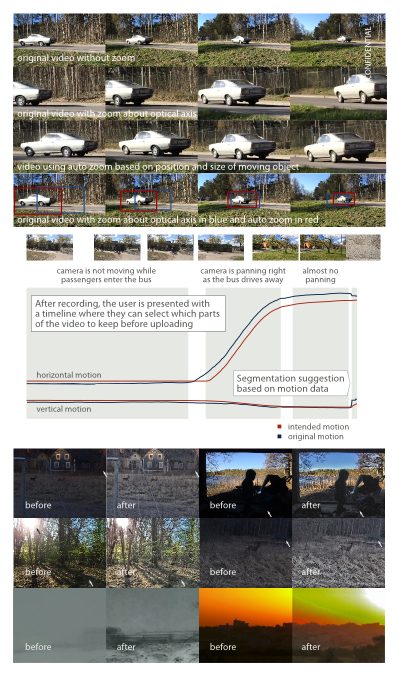 CONFIDENTIAL
original video without zoom
original video with zoom about optical axis
video using auto zoom based on position and size of moving object
original video with zoom about optical axis in blue and auto zoom in red
camera is not moving while
passengers enter the bus
camera is panning right
as the bus drives away
almost no
panning
After recording, the user is presented with
a timeline where they can select which parts
of the video to keep before uploading
horizontal motion
Segmentation suggestion
based on motion data
vertical motion
intended motion
original motion
before after before after
before after before after
before after before after